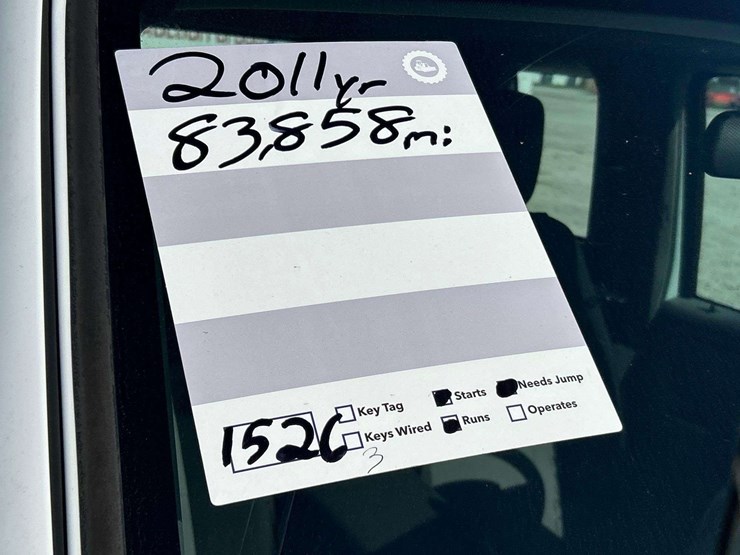 2011yr
83,858mi
Key Tag
Starts
Needs Jump
1526
Keys Wired
Runs
Operates
3